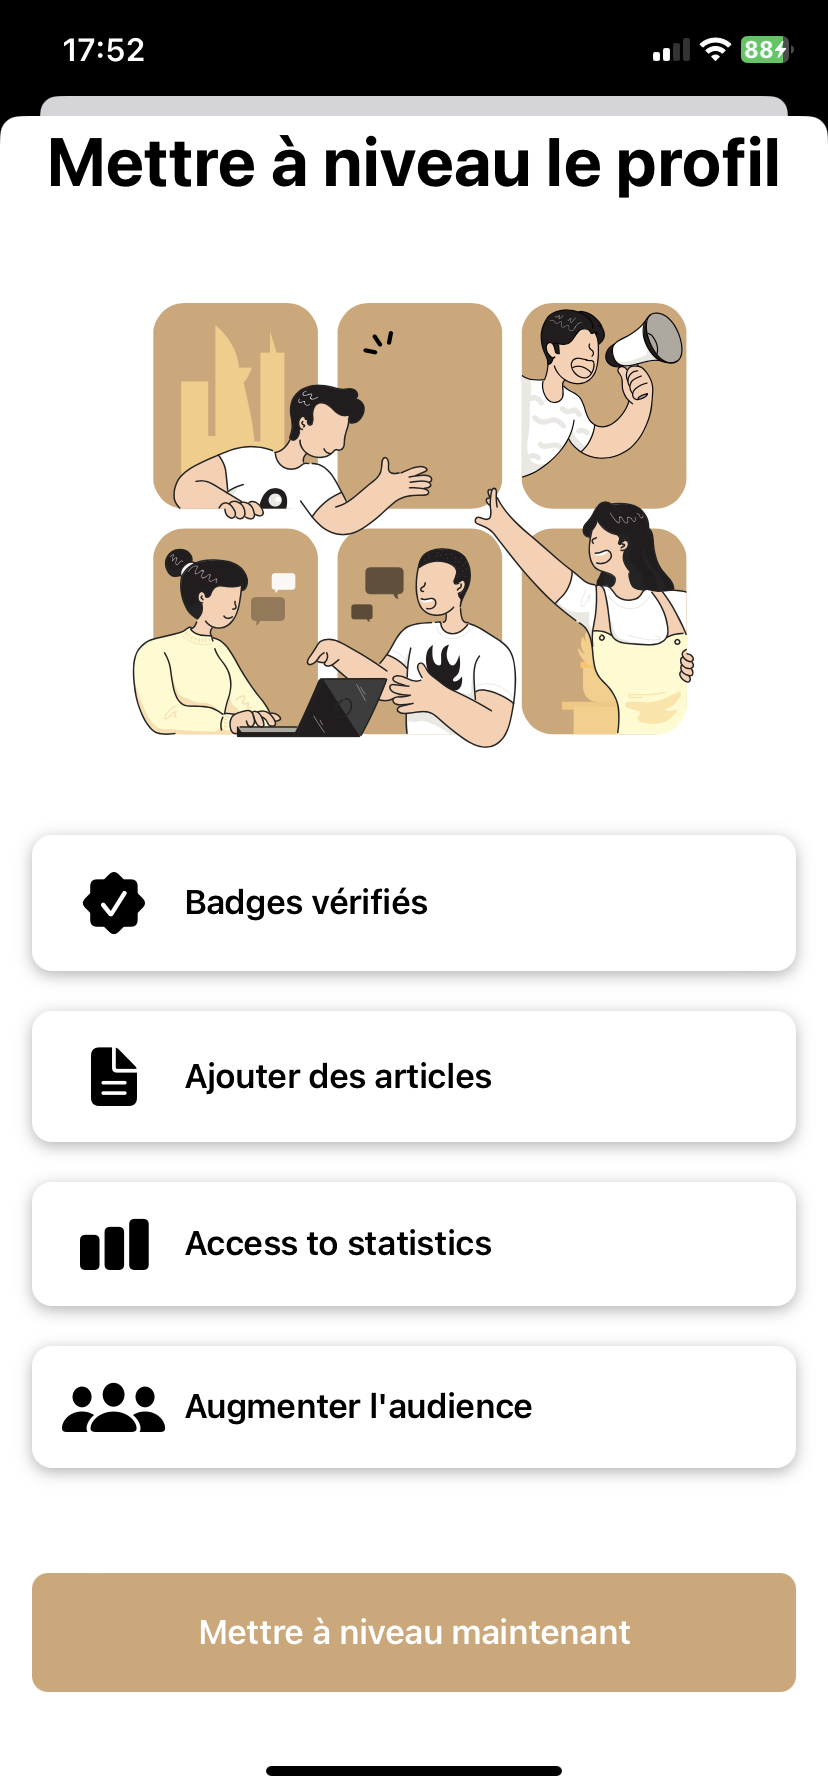 17:52
88
Mettre à niveau le profil
Badges vérifiés
Ajouter des articles
Access to statistics
Augmenter l'audience
Mettre à niveau maintenant